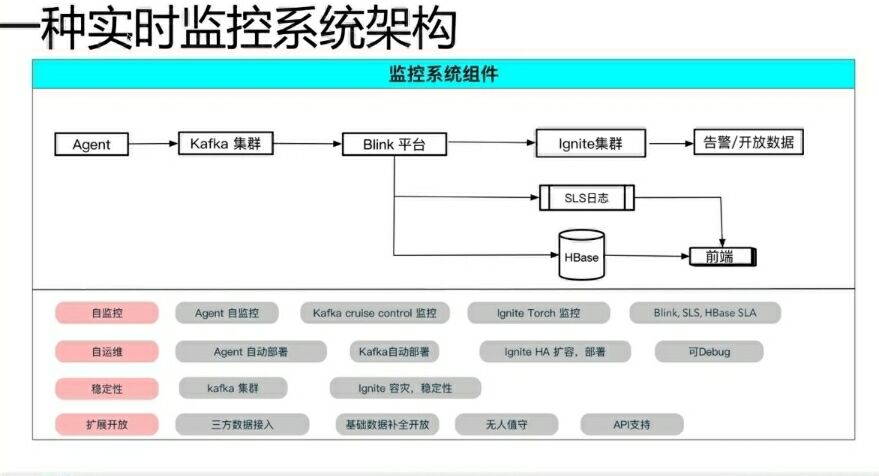 一种实时监控系统架构
监控系统组件
Agent
Kafka 集群
Blink 平台
Ignite集群
告警/开放数据
SLS日志
HBase
前端
自监控
Agent 自监控
Kafka cruise control 监控
Ignite Torch 监控
Blink, SLS, HBase SLA
自运维
Agent 自动部署
Kafka自动部署
Ignite HA 扩容，部署
可Debug
稳定性
kafka 集群
Ignite 容灾，稳定性
扩展开放
三方数据接入
基础数据补全开放
无人值守
API支持